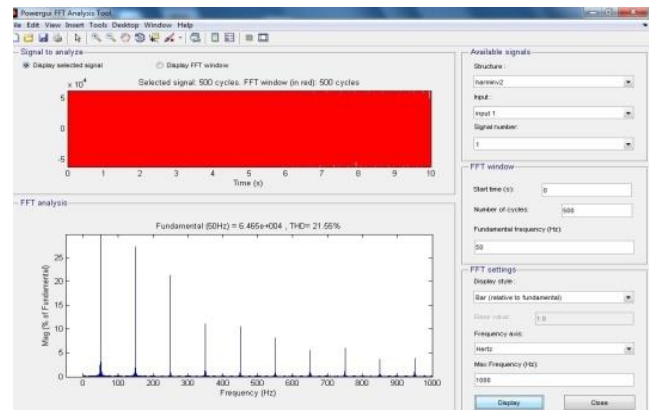 Powergui FFT Analysis Tool
File Edit View Insert Tools Desktop Window Help
Signal to analyze
Display selected signal
Display FFT window
Selected signal: 500 cycles. FFT window (in red): 500 cycles
x 10^4
5
0
-5
0 1 2 3 4 5 6 7 8 9 10
Time (s)
FFT analysis
Fundamental (50Hz) = 6.465e+004 , THD= 21.55%
Mag (% of Fundamental)
25
20
15
10
5
0
0 100 200 300 400 500 600 700 800 900 1000
Frequency (Hz)
Available signals
Structure :
harminv2
Input :
input 1
Signal number:
1
FFT window
Start time (s):
0
Number of cycles:
500
Fundamental frequency (Hz):
50
FFT settings
Display style :
Bar (relative to fundamental)
Base value:
1.0
Frequency axis:
Hertz
Max Frequency (Hz):
1000
Display
Close